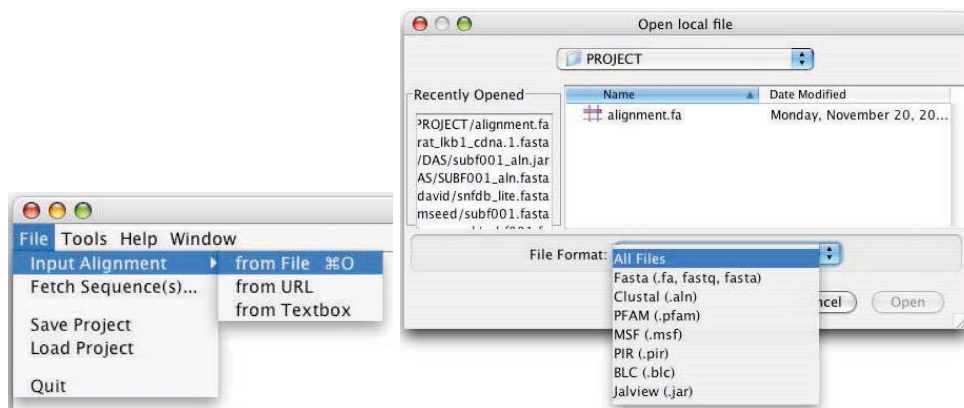 File Tools Help Window
Input Alignment
Fetch Sequence(s)...
Save Project
Load Project
Quit
from File ⌘O
from URL
from Textbox
Open local file
PROJECT
Recently Opened
PROJECT/alignment.fa
rat_lkb1_cdna.1.fasta
/DAS/subf001_aln.jar
AS/SUBF001_aln.fasta
david/snfdb_lite.fasta
mseed/subf001.fasta
Name Date Modified
alignment.fa Monday, November 20, 20...
File Format:
All Files
Fasta (.fa, fastq, fasta)
Clustal (.aln)
PFAM (.pfam)
MSF (.msf)
PIR (.pir)
BLC (.blc)
Jalview (.jar)
ncel Open